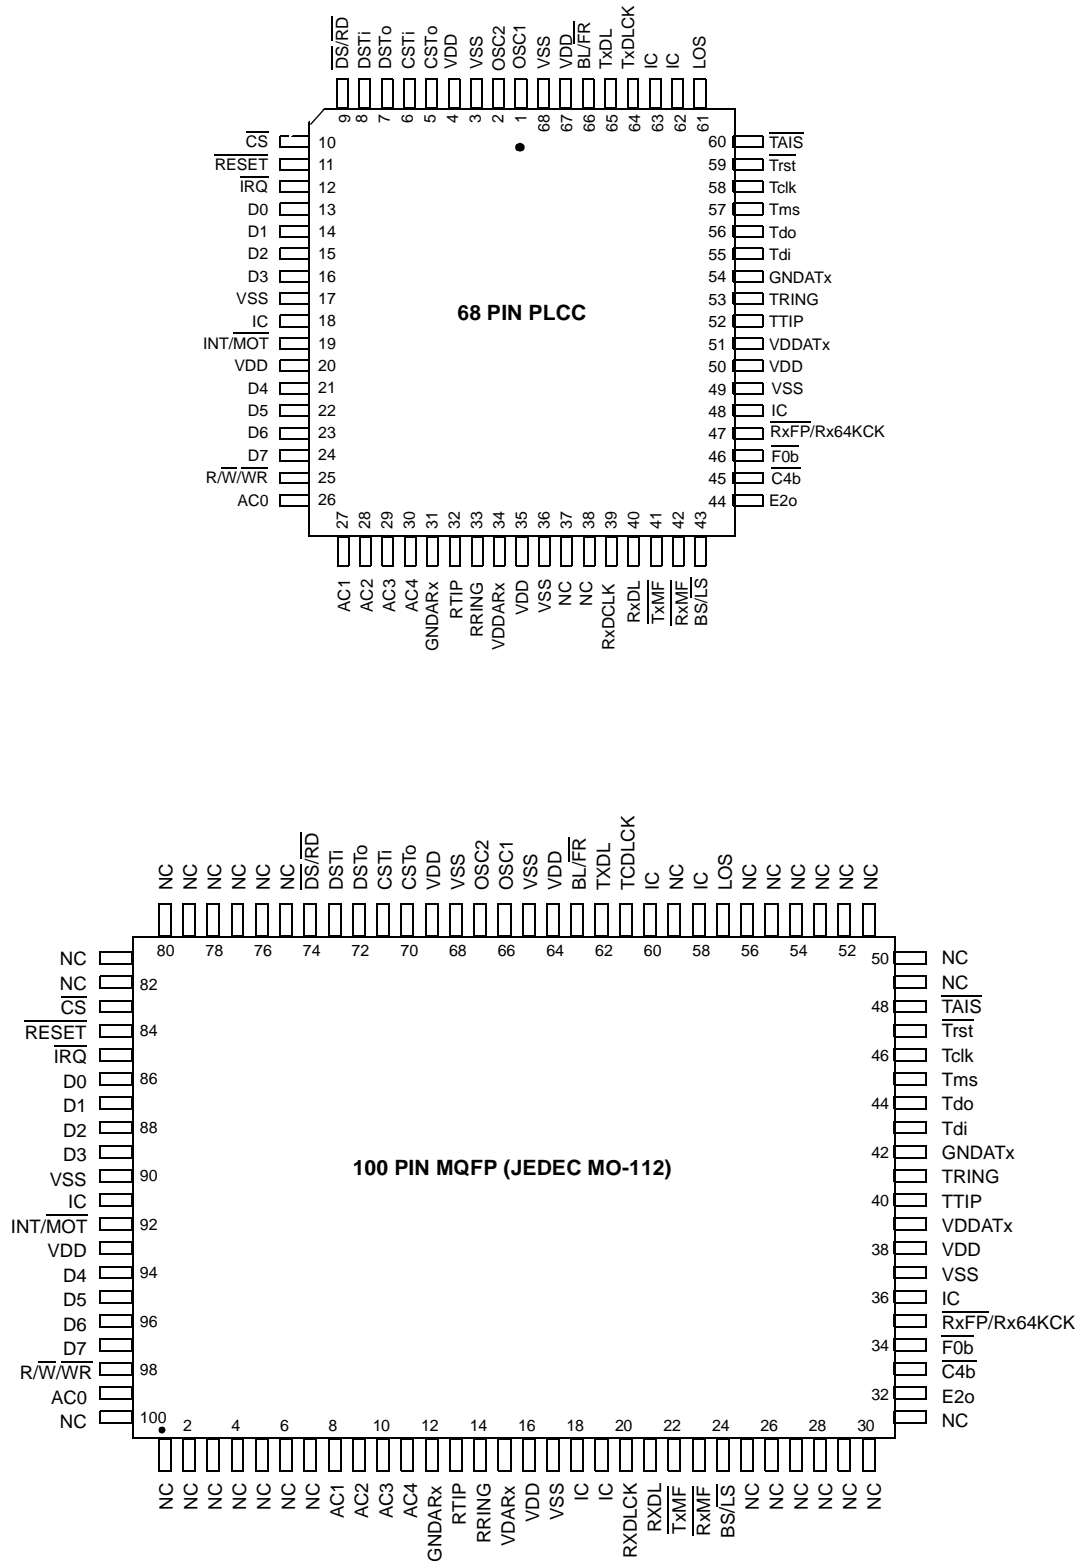 DS/RD DSTi DSTo CSTi CSTo VDD VSS OSC2 OSC1 VSS VDD BL/FR TxDL TxDLCK IC IC LOS
9 8 7 6 5 4 3 2 1 68 67 66 65 64 63 62 61
CS 10 60 TAIS
RESET 11 59 Trst
IRQ 12 58 Tclk
D0 13 57 Tms
D1 14 56 Tdo
D2 15 55 Tdi
D3 16 54 GNDATx
VSS 17 53 TRING
68 PIN PLCC
IC 18 52 TTIP
INT/MOT 19 51 VDDATx
VDD 20 50 VDD
D4 21 49 VSS
D5 22 48 IC
D6 23 47 RxFP/Rx64KCK
D7 24 46 F0b
R/W/WR 25 45 C4b
AC0 26 44 E2o
27 28 29 30 31 32 33 34 35 36 37 38 39 40 41 42 43
AC1 AC2 AC3 AC4 GNDARx RTIP RRING VDDARx VDD VSS NC NC RxDCLK RxDL TxMF RxMF BS/LS
NC NC NC NC NC NC DS/RD DSTi DSTo CSTi CSTo VDD VSS OSC2 OSC1 VSS VDD BL/FR TXDL TCDLCK IC NC IC LOS NC NC NC NC NC NC
80 78 76 74 72 70 68 66 64 62 60 58 56 54 52
NC 50 NC
NC 82 NC
CS 48 TAIS
RESET 84 Trst
IRQ 46 Tclk
D0 86 Tms
D1 44 Tdo
D2 88 Tdi
D3 42 GNDATx
100 PIN MQFP (JEDEC MO-112)
VSS 90 TRING
IC 40 TTIP
INT/MOT 92 VDDATx
VDD 38 VDD
D4 94 VSS
D5 36 IC
D6 96 RxFP/Rx64KCK
D7 34 F0b
R/W/WR 98 C4b
AC0 32 E2o
NC 100 NC
2 4 6 8 10 12 14 16 18 20 22 24 26 28 30
NC NC NC NC NC NC NC AC1 AC2 AC3 AC4 GNDARx RTIP RRING VDARx VDD VSS IC IC RXDLCK RXDL TxMF RxMF BS/LS NC NC NC NC NC NC